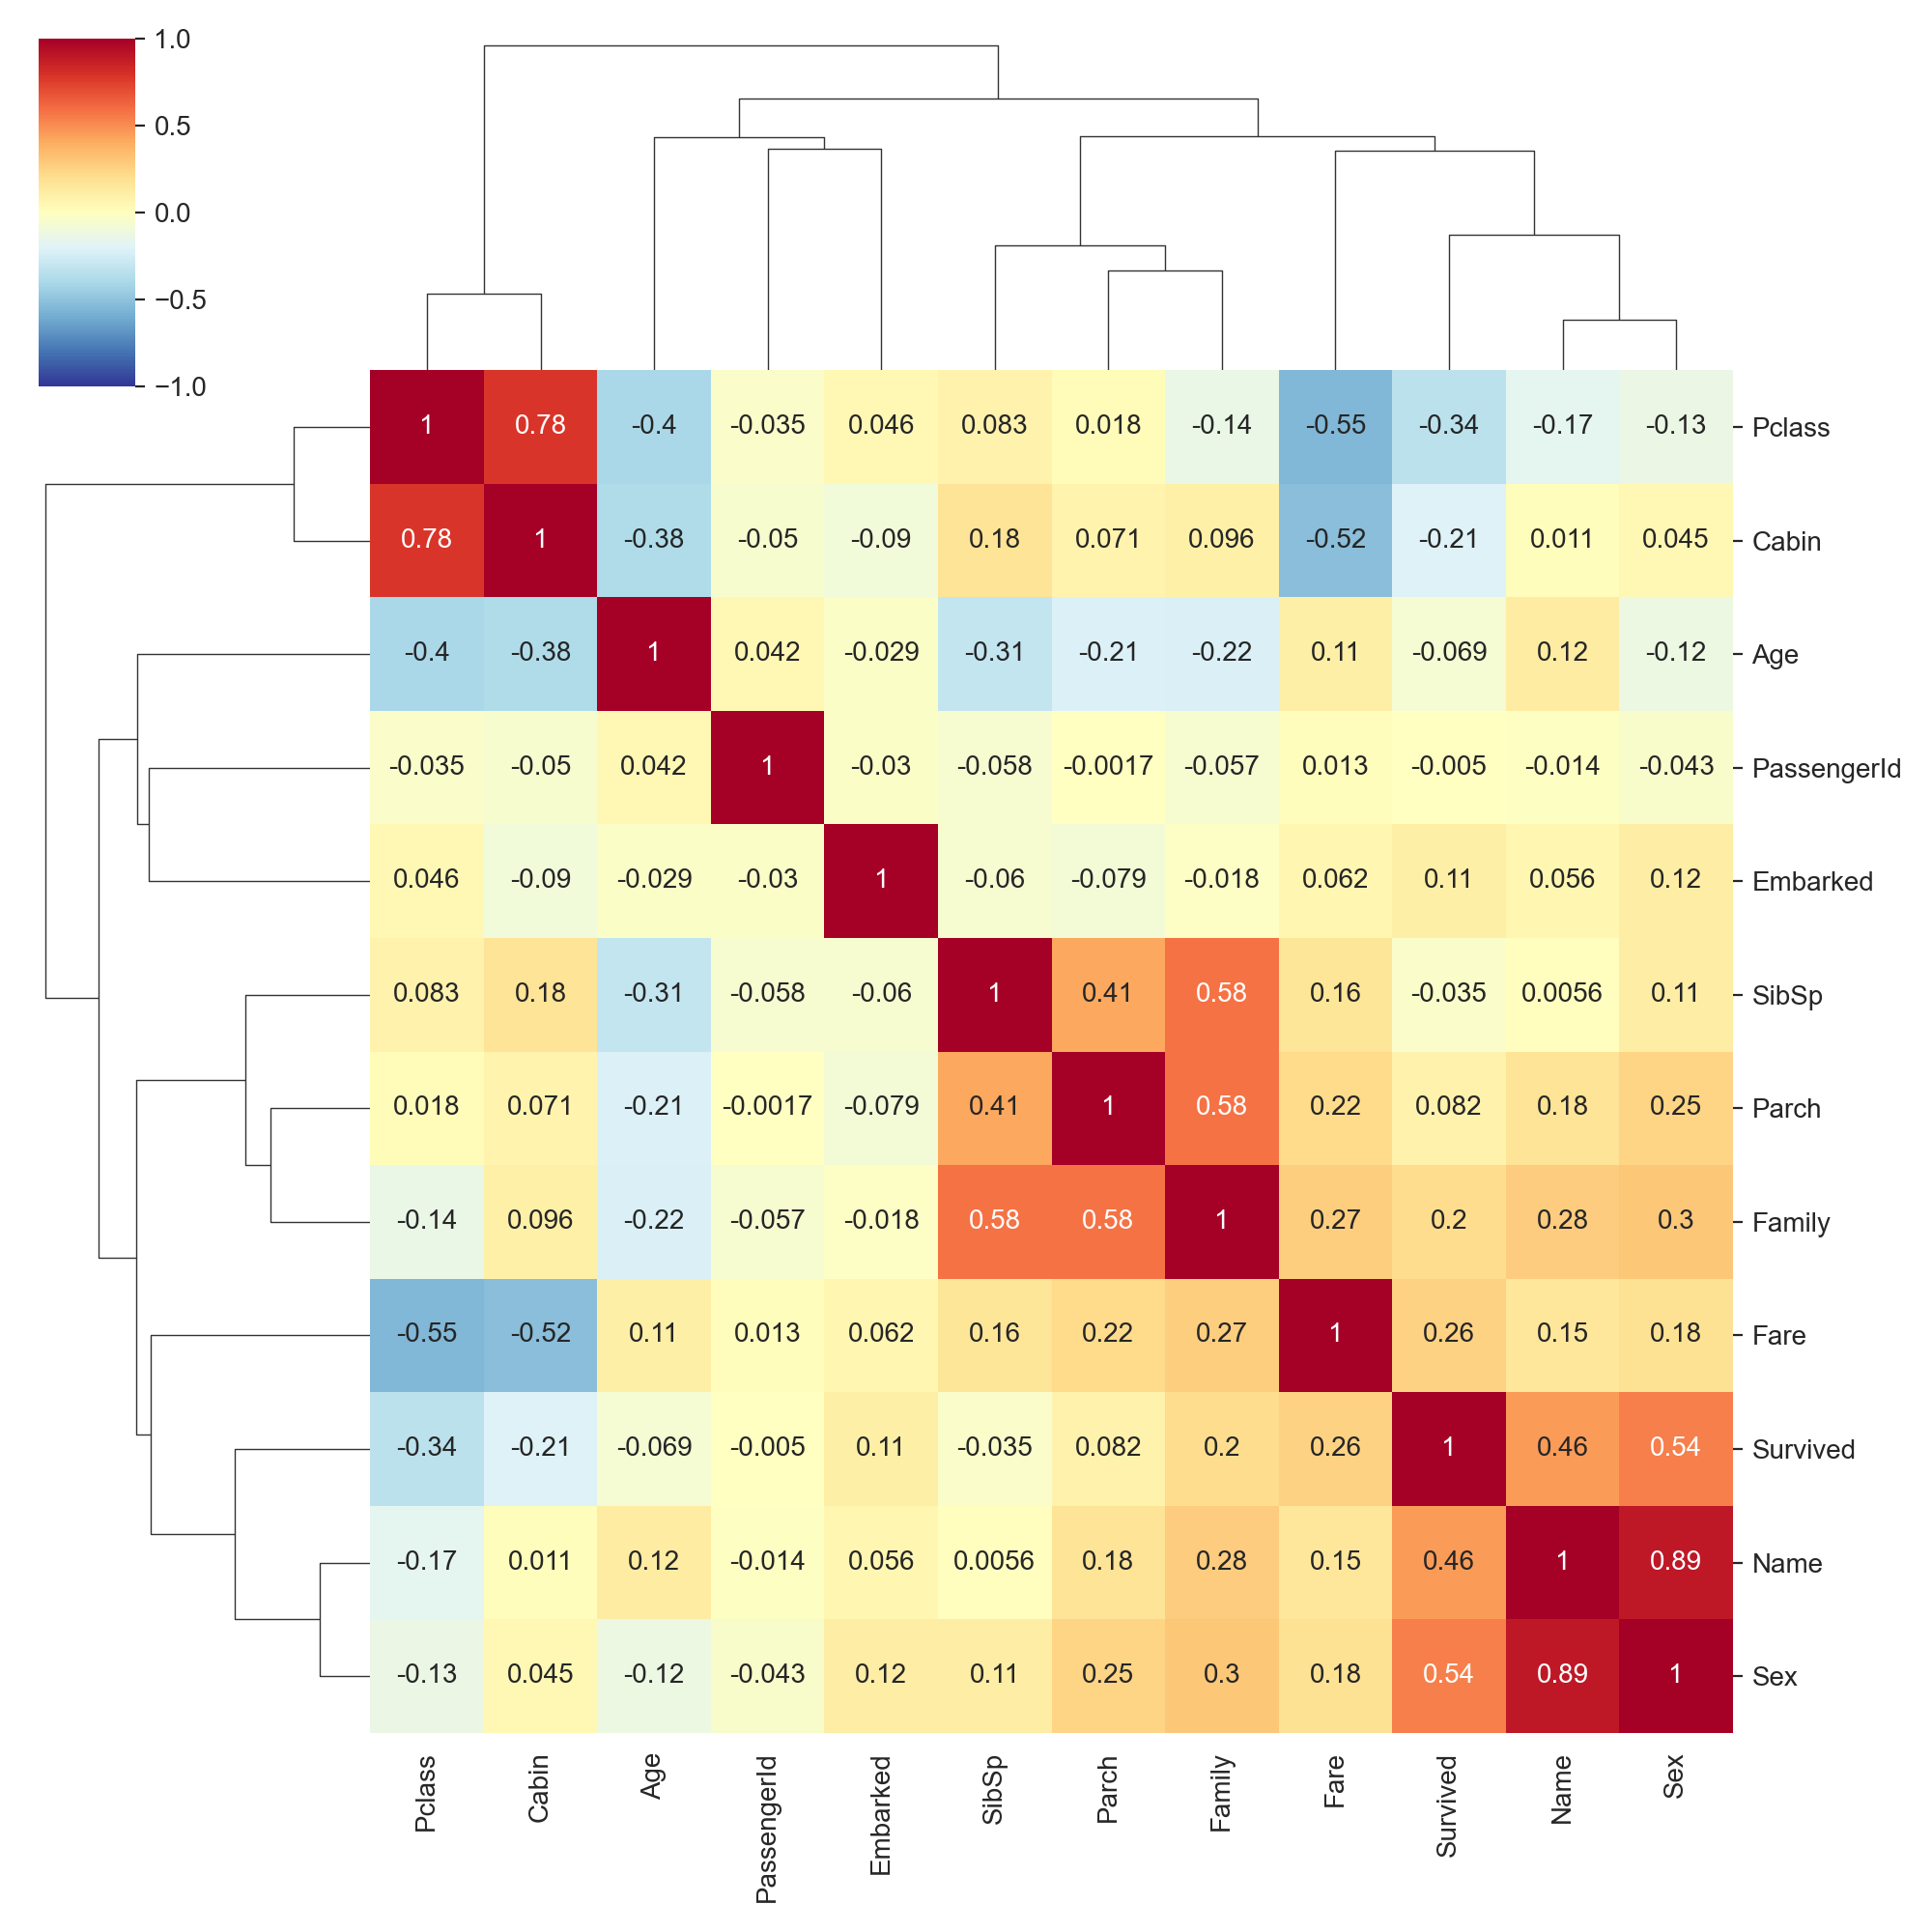 1.0
0.5
0.0
−0.5
−1.0
1 0.78 -0.4 -0.035 0.046 0.083 0.018 -0.14 -0.55 -0.34 -0.17 -0.13 Pclass
0.78 1 -0.38 -0.05 -0.09 0.18 0.071 0.096 -0.52 -0.21 0.011 0.045 Cabin
-0.4 -0.38 1 0.042 -0.029 -0.31 -0.21 -0.22 0.11 -0.069 0.12 -0.12 Age
-0.035 -0.05 0.042 1 -0.03 -0.058 -0.0017 -0.057 0.013 -0.005 -0.014 -0.043 PassengerId
0.046 -0.09 -0.029 -0.03 1 -0.06 -0.079 -0.018 0.062 0.11 0.056 0.12 Embarked
0.083 0.18 -0.31 -0.058 -0.06 1 0.41 0.58 0.16 -0.035 0.0056 0.11 SibSp
0.018 0.071 -0.21 -0.0017 -0.079 0.41 1 0.58 0.22 0.082 0.18 0.25 Parch
-0.14 0.096 -0.22 -0.057 -0.018 0.58 0.58 1 0.27 0.2 0.28 0.3 Family
-0.55 -0.52 0.11 0.013 0.062 0.16 0.22 0.27 1 0.26 0.15 0.18 Fare
-0.34 -0.21 -0.069 -0.005 0.11 -0.035 0.082 0.2 0.26 1 0.46 0.54 Survived
-0.17 0.011 0.12 -0.014 0.056 0.0056 0.18 0.28 0.15 0.46 1 0.89 Name
-0.13 0.045 -0.12 -0.043 0.12 0.11 0.25 0.3 0.18 0.54 0.89 1 Sex
Pclass Cabin Age PassengerId Embarked SibSp Parch Family Fare Survived Name Sex